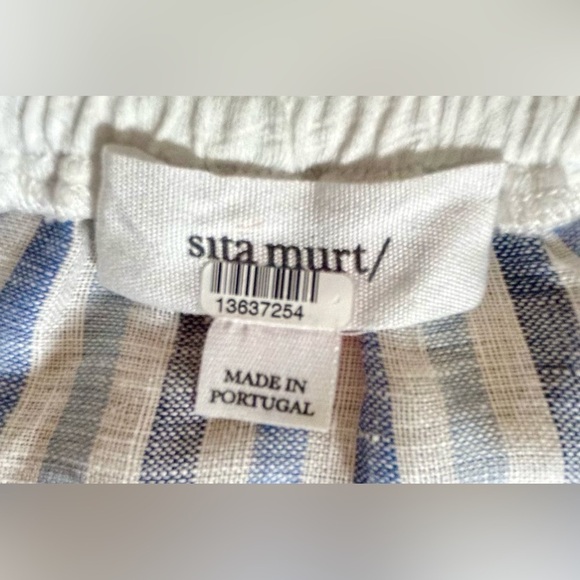 sita murt/
13637254
MADE IN
PORTUGAL